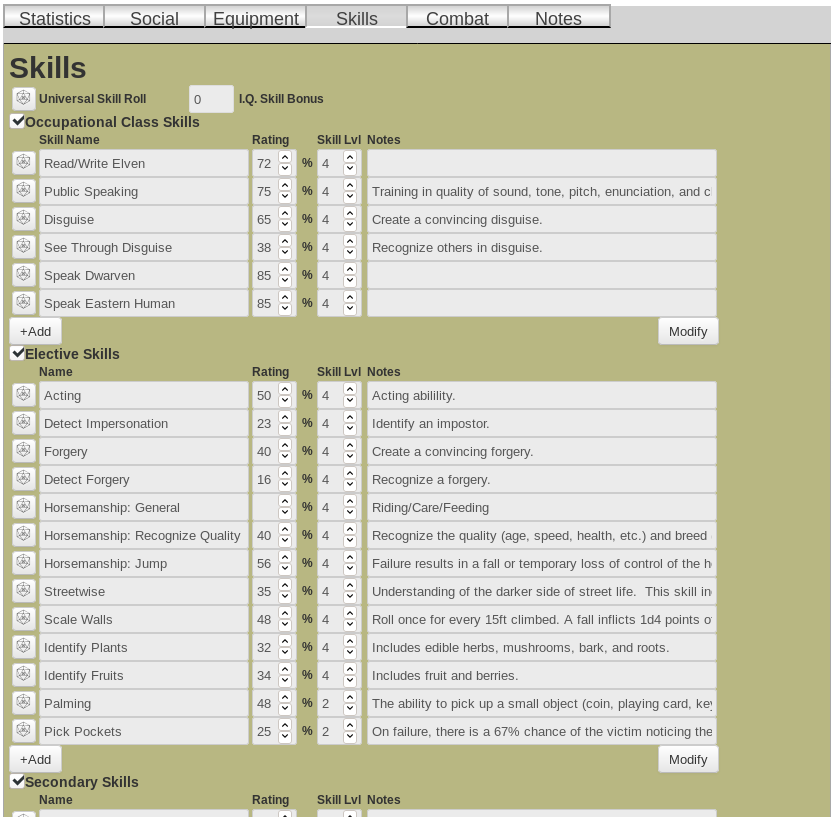 Statistics Social Equipment Skills Combat Notes
Skills
Universal Skill Roll 0 I.Q. Skill Bonus
Occupational Class Skills
Skill Name Rating Skill Lvl Notes
Read/Write Elven 72 % 4
Public Speaking 75 % 4 Training in quality of sound, tone, pitch, enunciation, and c
Disguise 65 % 4 Create a convincing disguise.
See Through Disguise 38 % 4 Recognize others in disguise.
Speak Dwarven 85 % 4
Speak Eastern Human 85 % 4
+Add Modify
Elective Skills
Name Rating Skill Lvl Notes
Acting 50 % 4 Acting abilility.
Detect Impersonation 23 % 4 Identify an impostor.
Forgery 40 % 4 Create a convincing forgery.
Detect Forgery 16 % 4 Recognize a forgery.
Horsemanship: General % 4 Riding/Care/Feeding
Horsemanship: Recognize Quality 40 % 4 Recognize the quality (age, speed, health, etc.) and breed
Horsemanship: Jump 56 % 4 Failure results in a fall or temporary loss of control of the h
Streetwise 35 % 4 Understanding of the darker side of street life. This skill in
Scale Walls 48 % 4 Roll once for every 15ft climbed. A fall inflicts 1d4 points o
Identify Plants 32 % 4 Includes edible herbs, mushrooms, bark, and roots.
Identify Fruits 34 % 4 Includes fruit and berries.
Palming 48 % 2 The ability to pick up a small object (coin, playing card, key
Pick Pockets 25 % 2 On failure, there is a 67% chance of the victim noticing the
+Add Modify
Secondary Skills
Name Rating Skill Lvl Notes